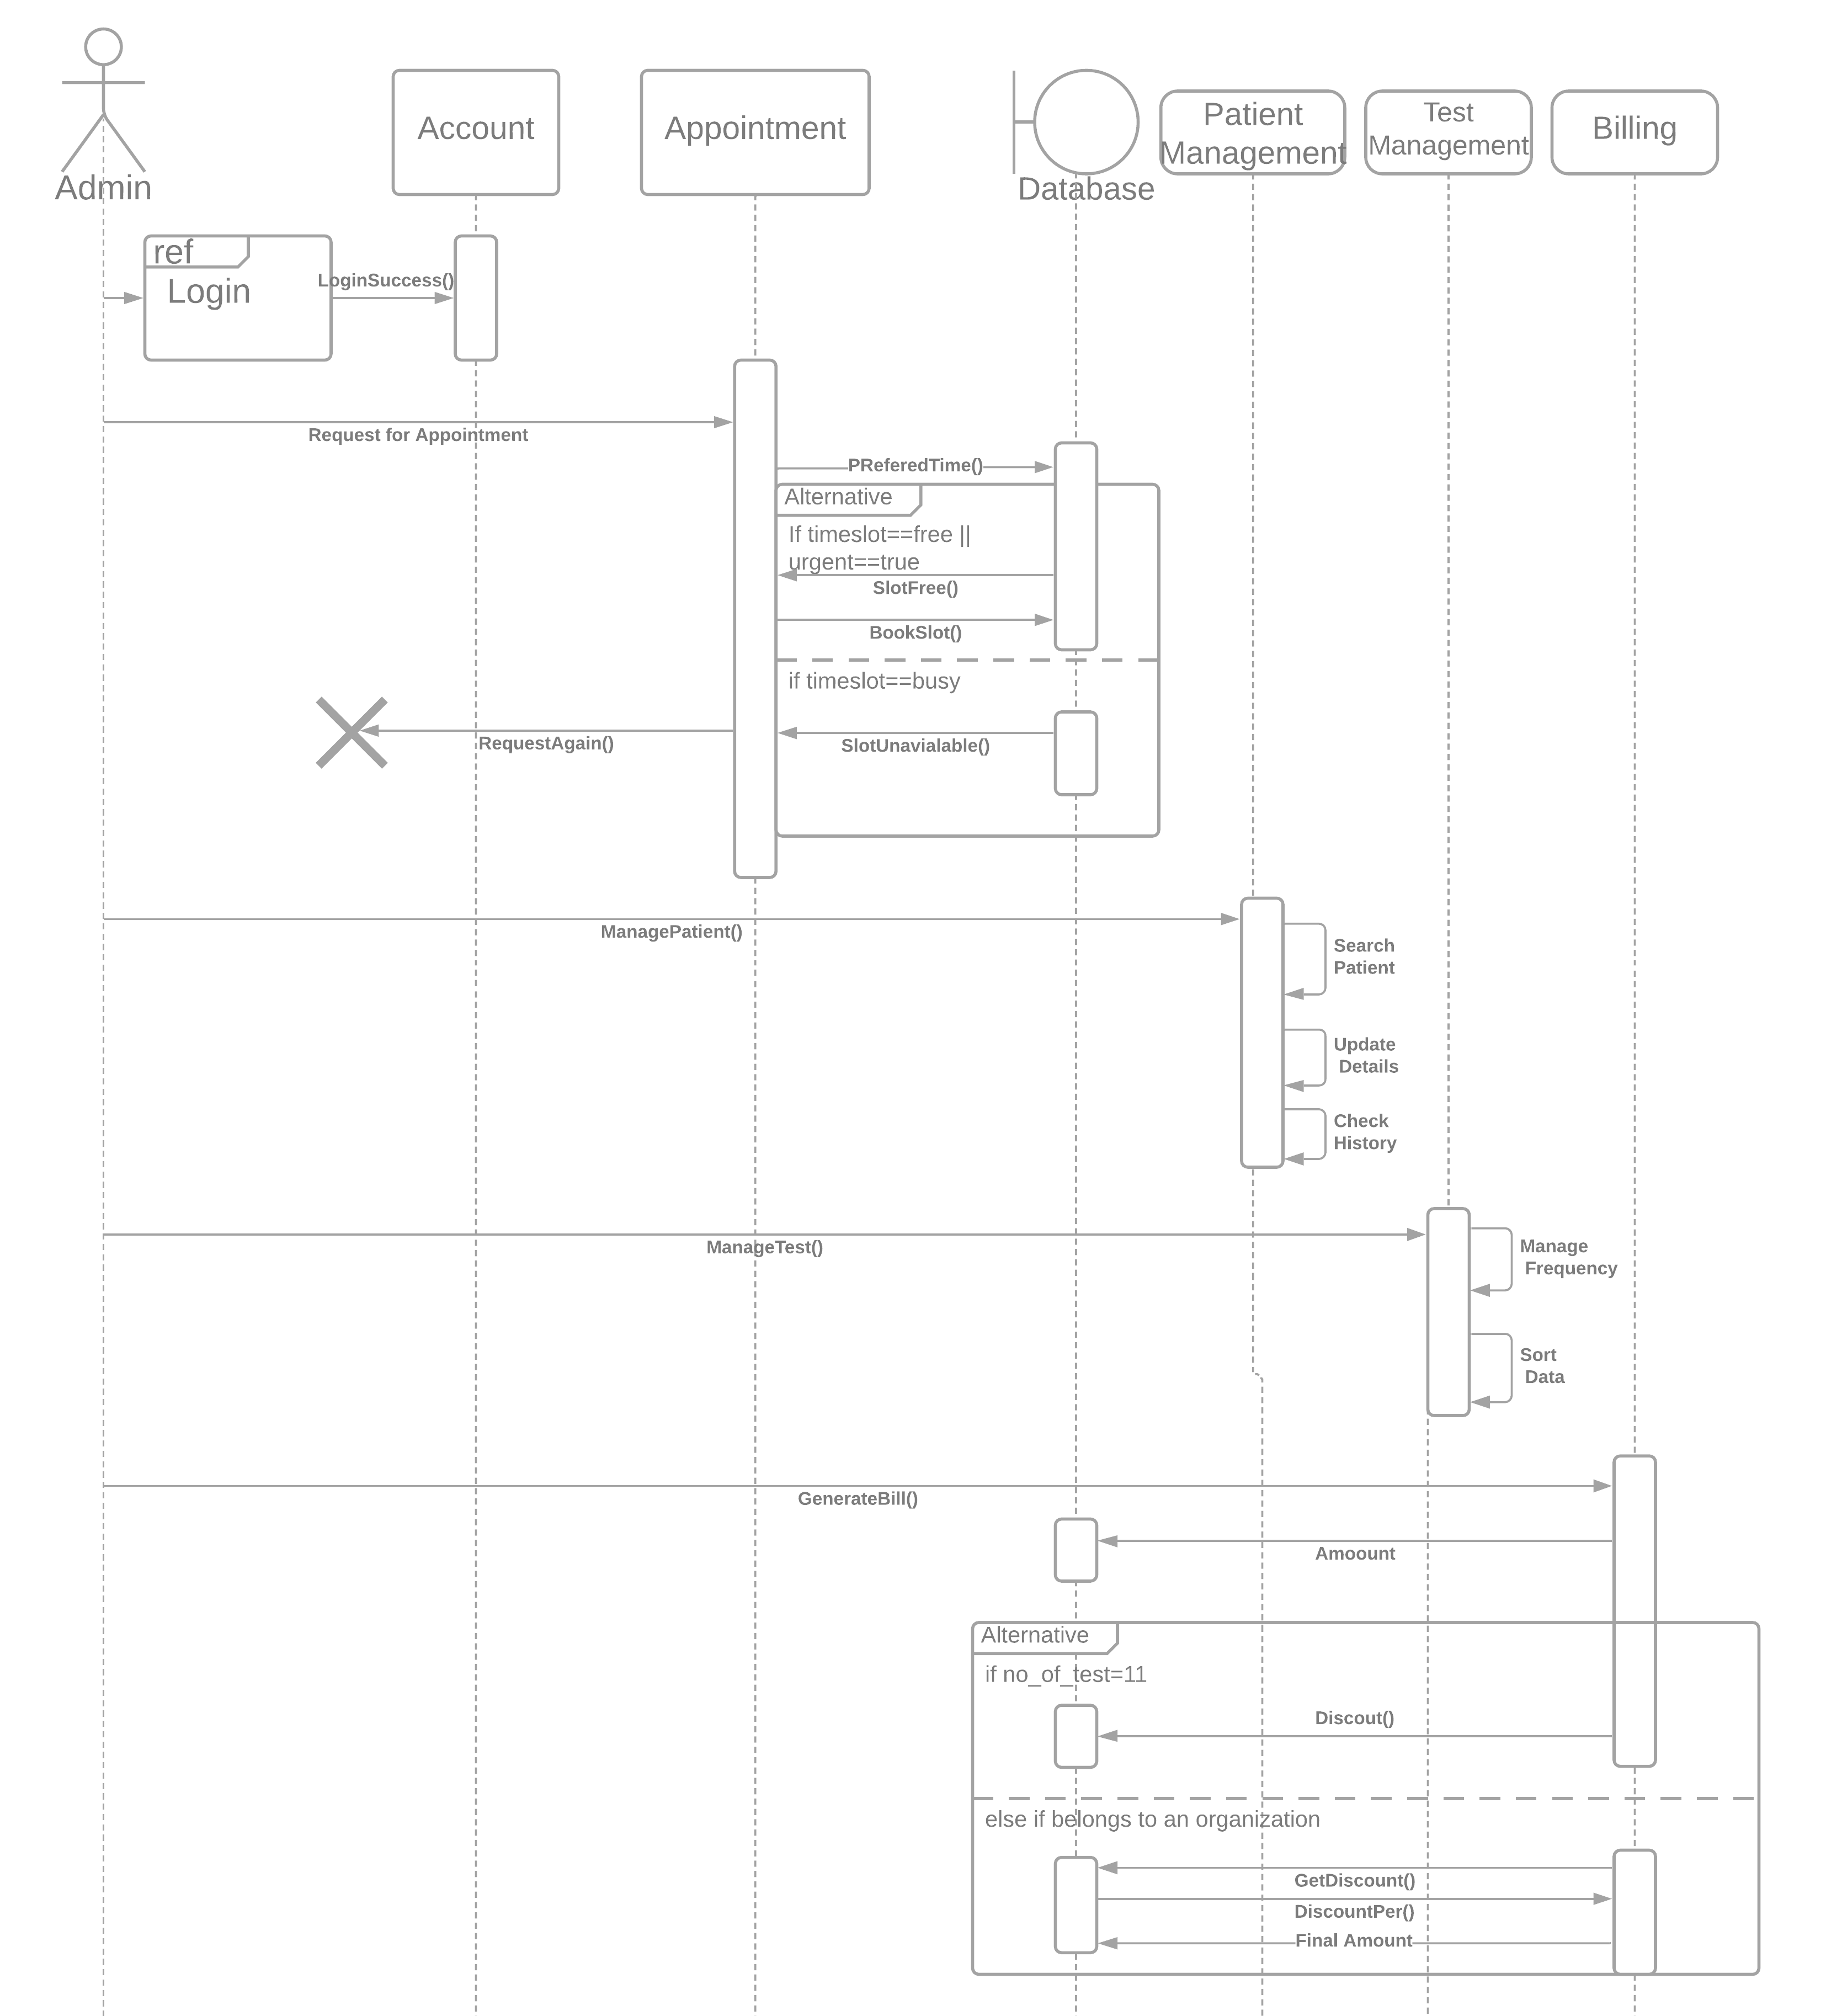 Admin
Account
Appointment
Database
Patient
Management
Test
Management
Billing
ref
Login
LoginSuccess()
Request for Appointment
PReferedTime()
Alternative
If timeslot==free ||
urgent==true
SlotFree()
BookSlot()
if timeslot==busy
RequestAgain()
SlotUnavialable()
ManagePatient()
Search
Patient
Update
Details
Check
History
ManageTest()
Manage
Frequency
Sort
Data
GenerateBill()
Amoount
Alternative
if no_of_test=11
Discout()
else if belongs to an organization
GetDiscount()
DiscountPer()
Final Amount